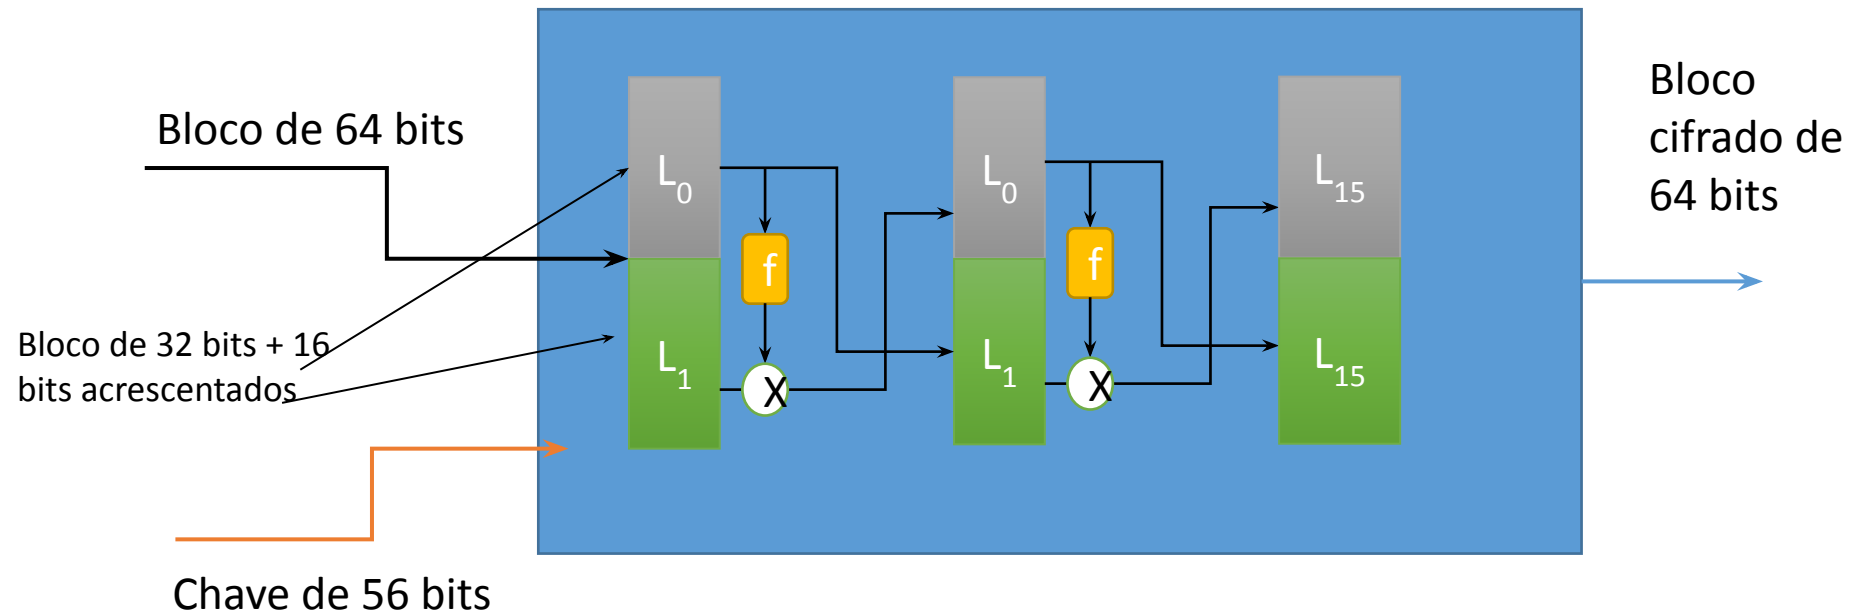 Bloco de 64 bits
Bloco de 32 bits + 16
bits acrescentados
Chave de 56 bits
L0
L1
f
X
L0
L1
f
X
L15
L15
Bloco
cifrado de
64 bits